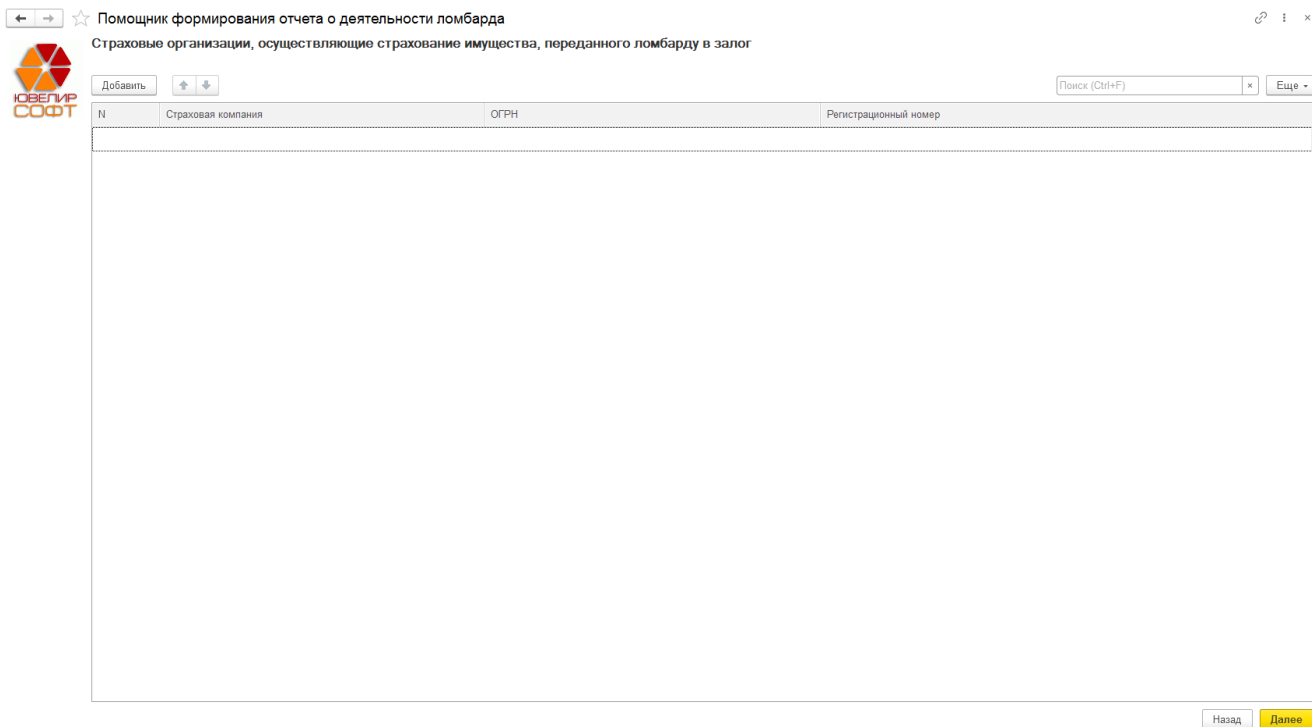 Помощник формирования отчета о деятельности ломбарда
Страховые организации, осуществляющие страхование имущества, переданного ломбарду в залог
ЮВЕЛИР
СОФТ
Добавить Поиск (Ctrl+F) × Еще
N Страховая компания ОГРН Регистрационный номер
Назад Далее